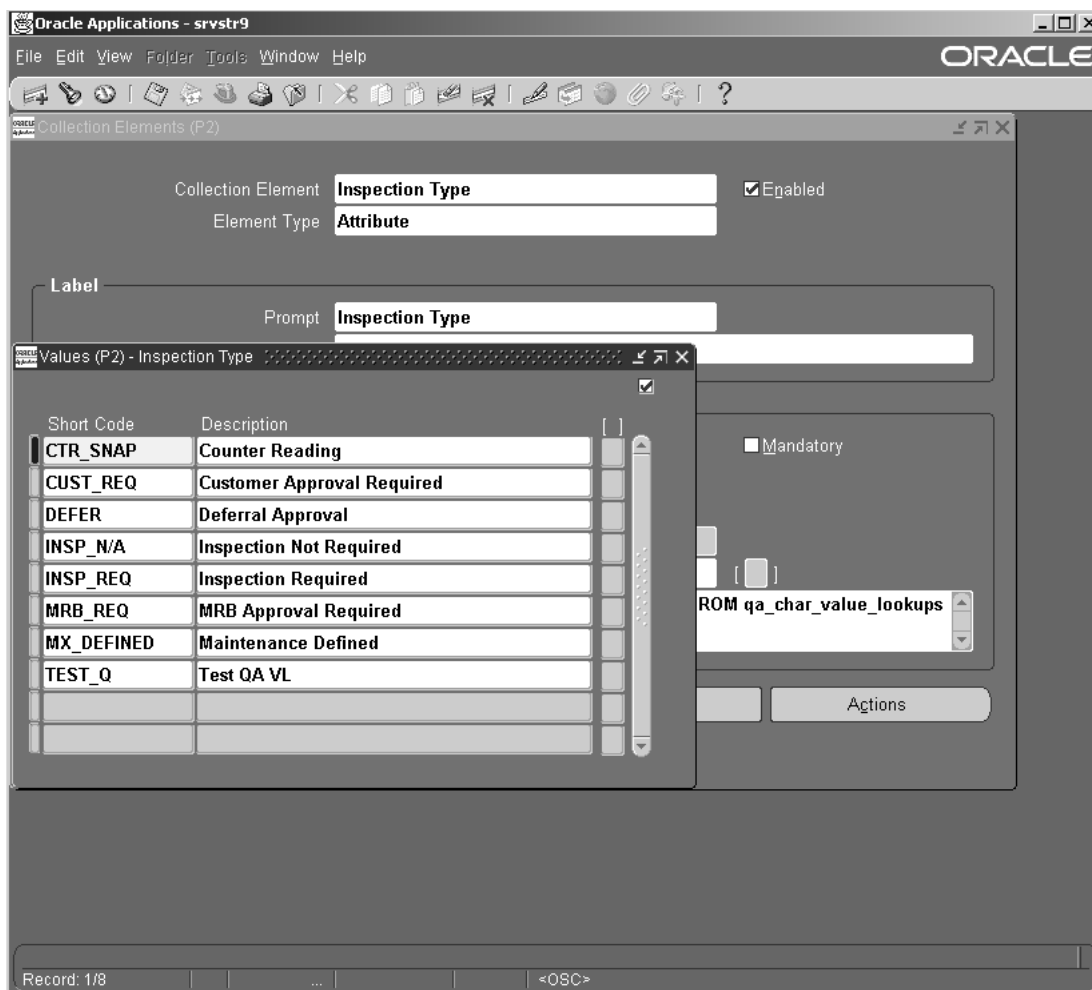 Oracle Applications - srvstr9
File Edit View Folder Tools Window Help
ORACLE
Collection Elements (P2)
Collection Element Inspection Type Enabled
Element Type Attribute
Label
Prompt Inspection Type
Values (P2) - Inspection Type
Short Code Description [ ]
CTR_SNAP Counter Reading
Mandatory
CUST_REQ Customer Approval Required
DEFER Deferral Approval
INSP_N/A Inspection Not Required
INSP_REQ Inspection Required
[ ]
MRB_REQ MRB Approval Required
ROM qa_char_value_lookups
MX_DEFINED Maintenance Defined
TEST_Q Test QA VL
Actions
Record: 1/8 ... <OSC>